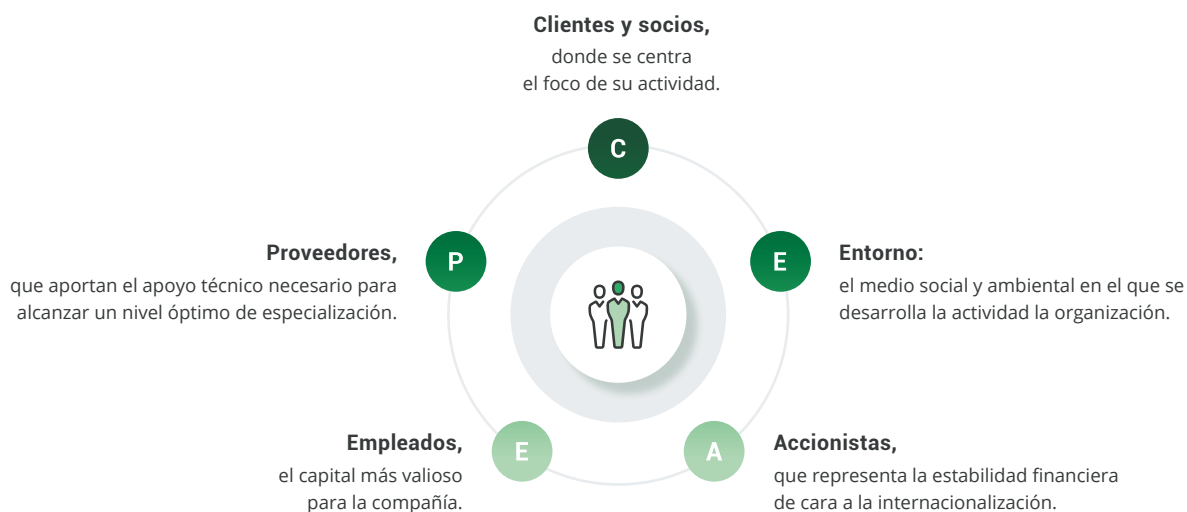 Clientes y socios,
donde se centra
el foco de su actividad.
C
Proveedores,
que aportan el apoyo técnico necesario para
alcanzar un nivel óptimo de especialización.
P
E
Entorno:
el medio social y ambiental en el que se
desarrolla la actividad la organización.
Empleados,
el capital más valioso
para la compañía.
E
A
Accionistas,
que representa la estabilidad financiera
de cara a la internacionalización.